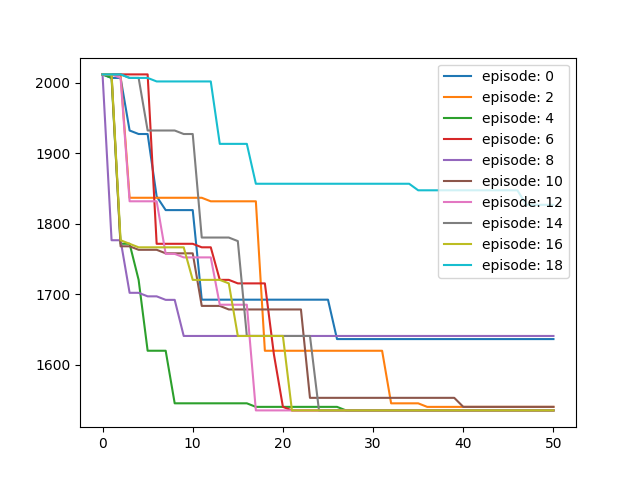 2000
1900
1800
1700
1600
0
10
20
30
40
50
episode: 0
episode: 2
episode: 4
episode: 6
episode: 8
episode: 10
episode: 12
episode: 14
episode: 16
episode: 18